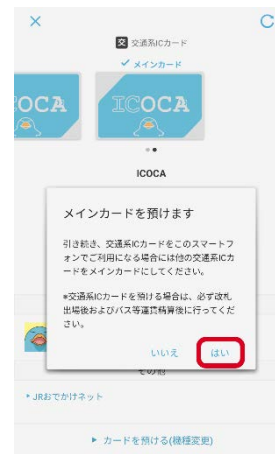 交 交通系ICカード
メインカード
OCA
ICOCA
ICOCA
メインカードを預けます
引き続き、交通系ICカードをこのスマートフ
ォンでご利用になる場合には他の交通系ICカ
ードをメインカードにしてください。
※交通系ICカードを預ける場合は、必ず改札
出場後およびバス等運賃精算後に行ってくだ
さい。
いいえ はい
その他
JRおでかけネット
カードを預ける(機種変更)